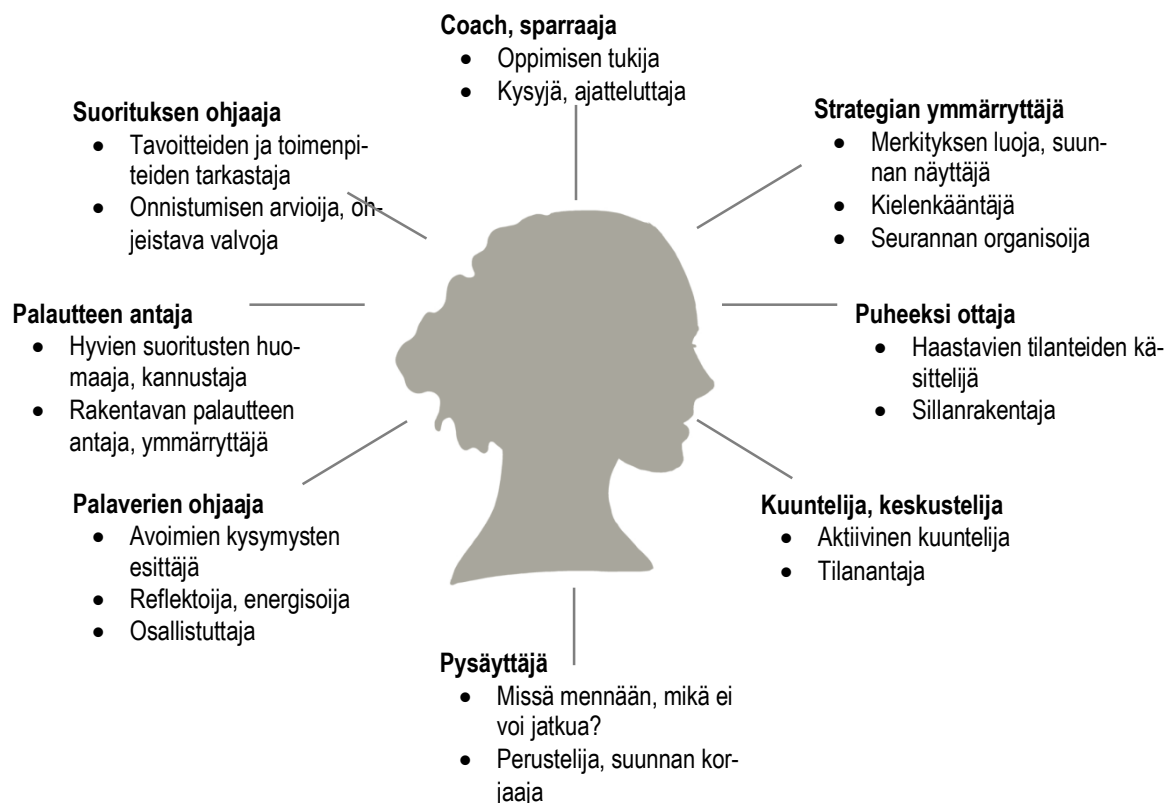 Coach, sparraaja
• Oppimisen tukija
• Kysyjä, ajatteluttaja
Suorituksen ohjaaja
• Tavoitteiden ja toimenpi-
teiden tarkastaja
• Onnistumisen arvioija, oh-
jeistava valvoja
Strategian ymmärryttäjä
• Merkityksen luoja, suun-
nan näyttäjä
• Kielenkääntäjä
• Seurannan organisoija
Palautteen antaja
• Hyvien suoritusten huo-
maaja, kannustaja
• Rakentavan palautteen
antaja, ymmärryttäjä
Puheeksi ottaja
• Haastavien tilanteiden kä-
sittelijä
• Sillanrakentaja
Palaverien ohjaaja
• Avoimien kysymysten
esittäjä
• Reflektoija, energisoija
• Osallistuttaja
Kuuntelija, keskustelija
• Aktiivinen kuuntelija
• Tilanantaja
Pysäyttäjä
• Missä mennään, mikä ei
voi jatkua?
• Perustelija, suunnan kor-
jaaja